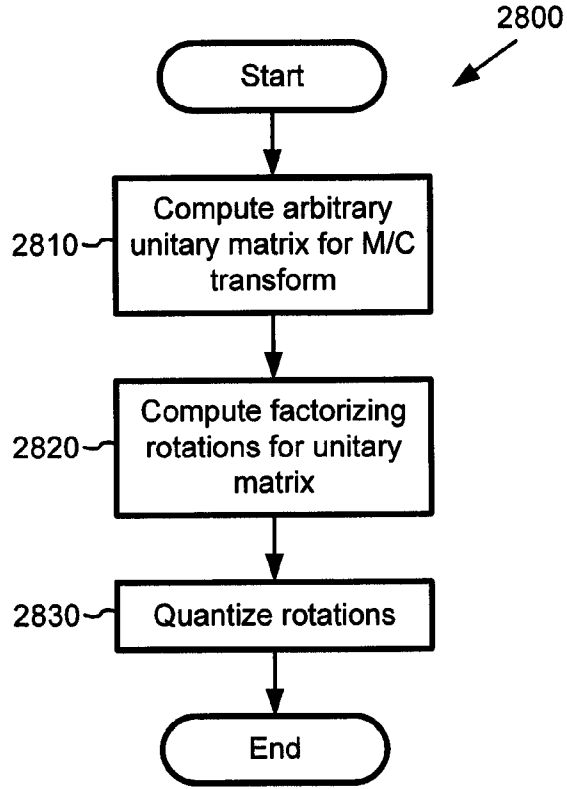 2800
Start
2810
Compute arbitrary
unitary matrix for M/C
transform
2820
Compute factorizing
rotations for unitary
matrix
2830
Quantize rotations
End